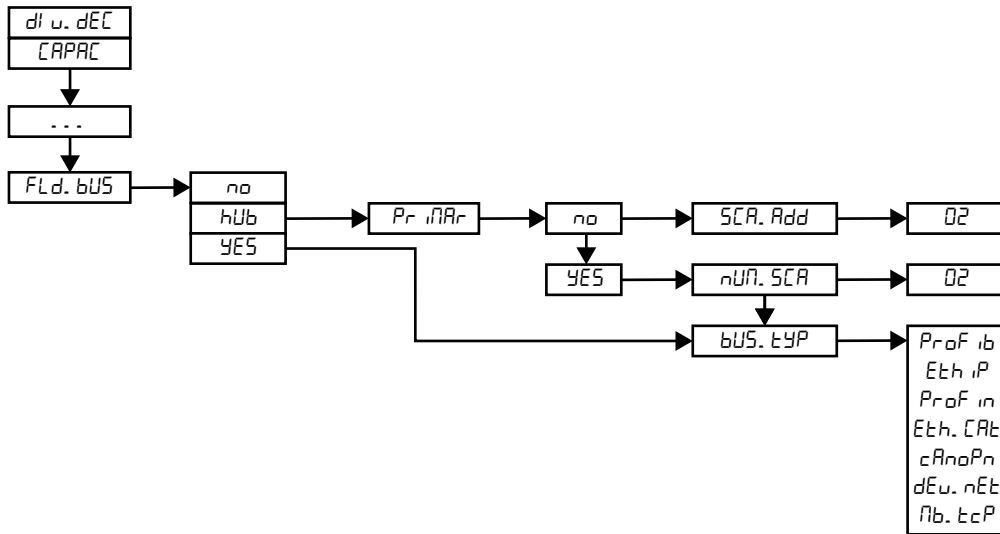 dI u. dEC
CAPAC
...
FLd. bUS
no
hUb
YES
PriMAr
no
YES
SCA. Add
nUM. SCA
bUS. tYP
02
02
ProFib
EthiP
ProFin
Eth. CAt
cAnoPn
dEu. nEt
Mb. tcP